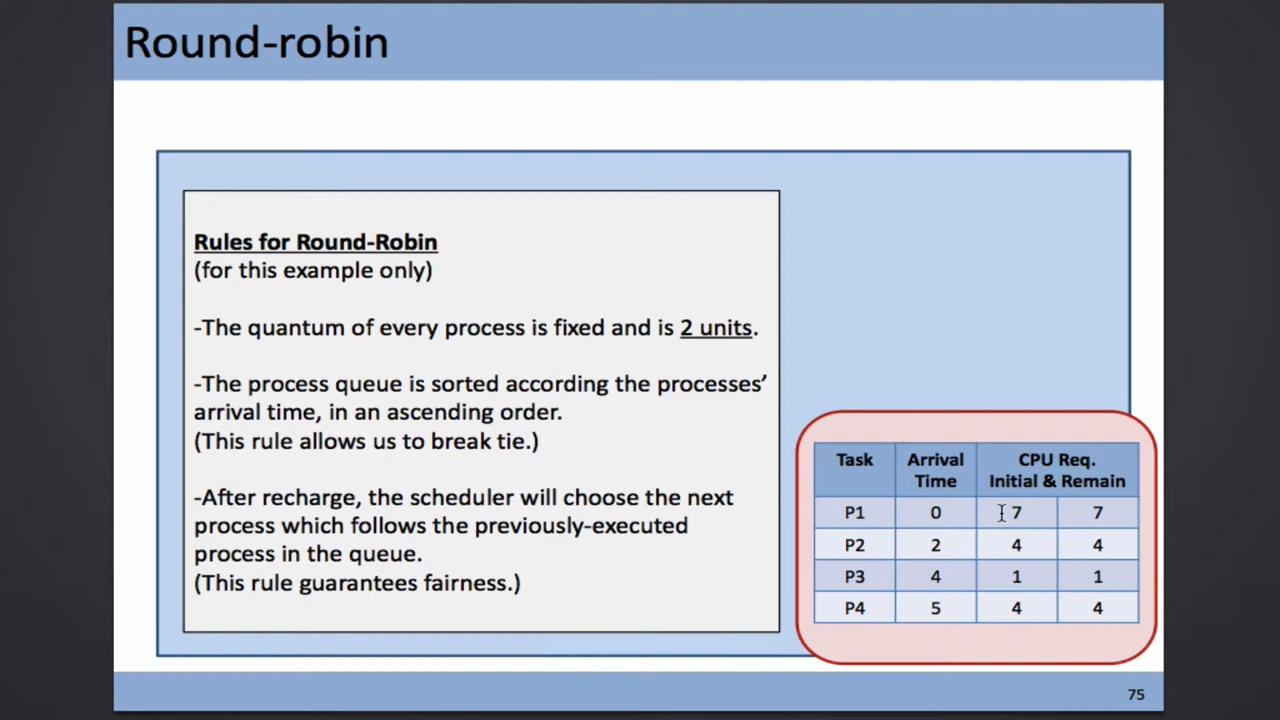 Round-robin
Rules for Round-Robin
(for this example only)
-The quantum of every process is fixed and is 2 units.
-The process queue is sorted according the processes’
arrival time, in an ascending order.
(This rule allows us to break tie.)
-After recharge, the scheduler will choose the next
process which follows the previously-executed
process in the queue.
(This rule guarantees fairness.)
Task Arrival Time CPU Req. Initial & Remain
P1 0 7 7
P2 2 4 4
P3 4 1 1
P4 5 4 4
75